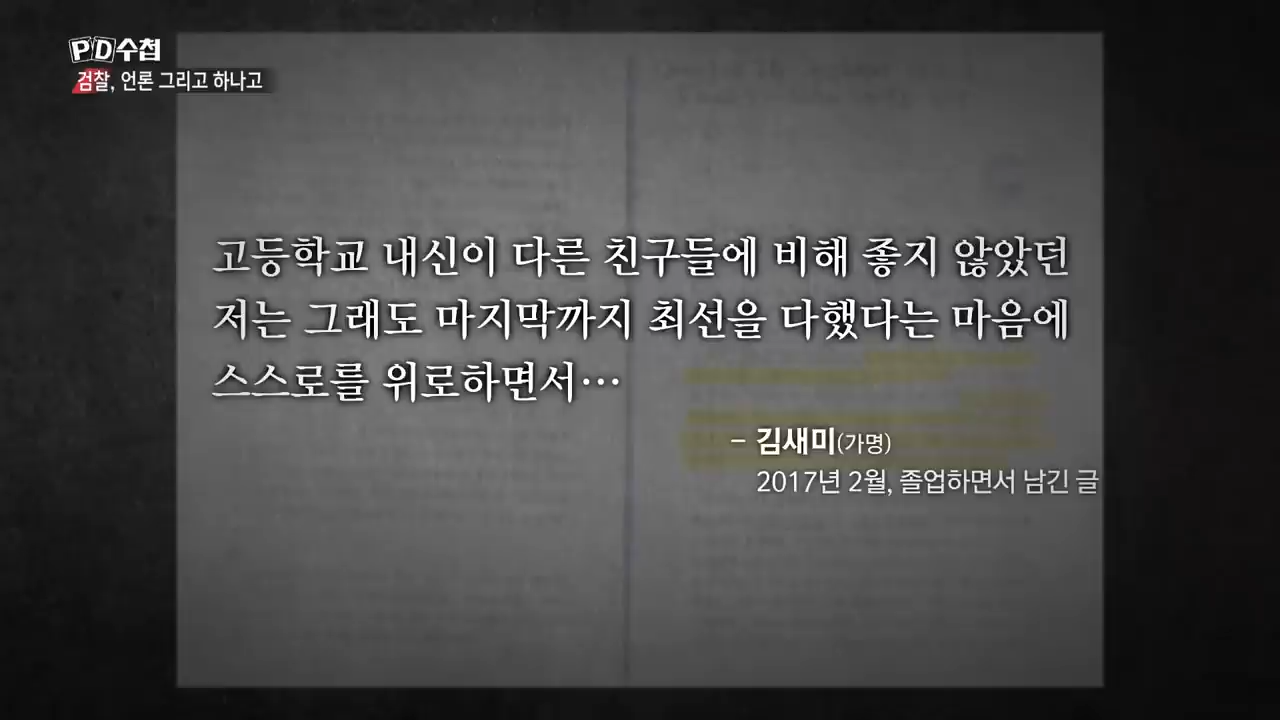 PD수첩
검찰, 언론 그리고 하나고
고등학교 내신이 다른 친구들에 비해 좋지 않았던
저는 그래도 마지막까지 최선을 다했다는 마음에
스스로를 위로하면서…
- 김새미(가명)
2017년 2월, 졸업하면서 남긴 글